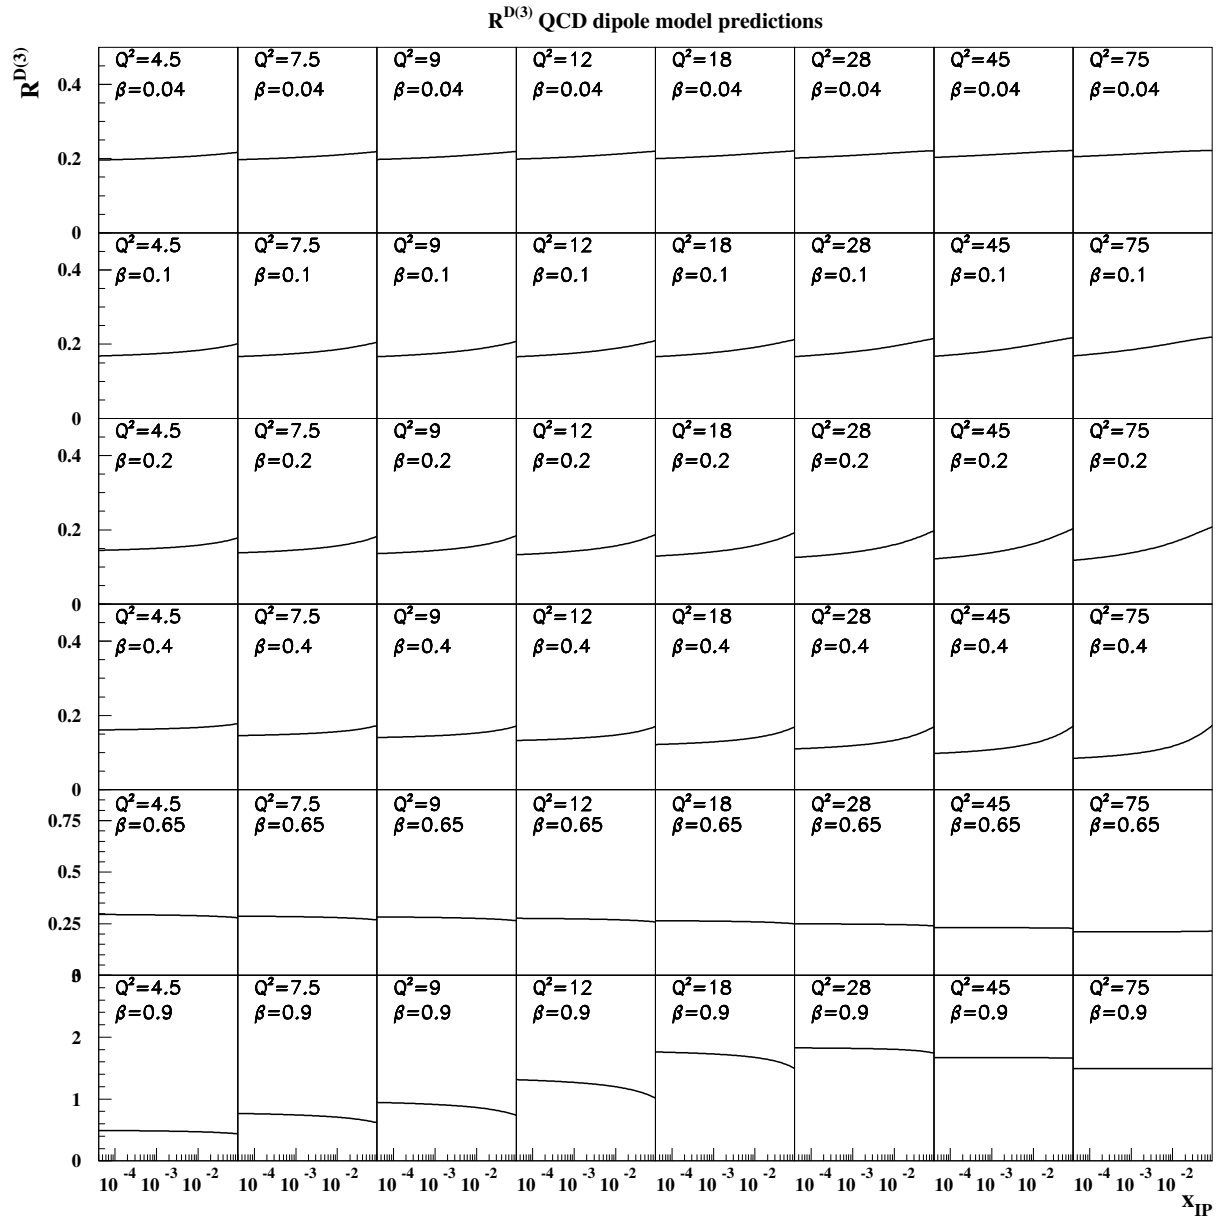 R^D(3) QCD dipole model predictions
R^D(3)
Q²=4.5 Q²=7.5 Q²=9 Q²=12 Q²=18 Q²=28 Q²=45 Q²=75
0.4
β=0.04 β=0.04 β=0.04 β=0.04 β=0.04 β=0.04 β=0.04 β=0.04
0.2
0
Q²=4.5 Q²=7.5 Q²=9 Q²=12 Q²=18 Q²=28 Q²=45 Q²=75
0.4
β=0.1 β=0.1 β=0.1 β=0.1 β=0.1 β=0.1 β=0.1 β=0.1
0.2
0
Q²=4.5 Q²=7.5 Q²=9 Q²=12 Q²=18 Q²=28 Q²=45 Q²=75
0.4
β=0.2 β=0.2 β=0.2 β=0.2 β=0.2 β=0.2 β=0.2 β=0.2
0.2
0
Q²=4.5 Q²=7.5 Q²=9 Q²=12 Q²=18 Q²=28 Q²=45 Q²=75
0.4
β=0.4 β=0.4 β=0.4 β=0.4 β=0.4 β=0.4 β=0.4 β=0.4
0.2
0
Q²=4.5 Q²=7.5 Q²=9 Q²=12 Q²=18 Q²=28 Q²=45 Q²=75
0.75
β=0.65 β=0.65 β=0.65 β=0.65 β=0.65 β=0.65 β=0.65 β=0.65
0.5
0.25
Q²=4.5 Q²=7.5 Q²=9 Q²=12 Q²=18 Q²=28 Q²=45 Q²=75
β=0.9 β=0.9 β=0.9 β=0.9 β=0.9 β=0.9 β=0.9 β=0.9
2
1
0
10^-4 10^-3 10^-2 10^-4 10^-3 10^-2 10^-4 10^-3 10^-2 10^-4 10^-3 10^-2 10^-4 10^-3 10^-2 10^-4 10^-3 10^-2 10^-4 10^-3 10^-2 10^-4 10^-3 10^-2
x_IP